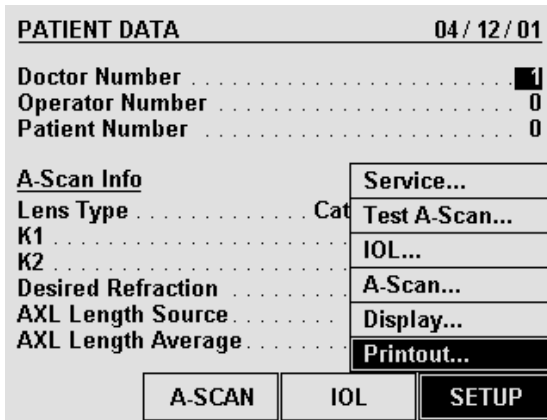 PATIENT DATA 04/12/01
Doctor Number . . . . . . . . . . . . . . . . . . . . . . . . 1
Operator Number . . . . . . . . . . . . . . . . . . . . . . 0
Patient Number . . . . . . . . . . . . . . . . . . . . . . . 0
A-Scan Info
Service...
Lens Type . . . . . . . . . . . . . Cat
Test A-Scan...
K1 . . . . . . . . . . . . . . . . . . . . . .
IOL...
K2 . . . . . . . . . . . . . . . . . . . . . .
Desired Refraction . . . . . . . . .
A-Scan...
AXL Length Source . . . . . . . .
Display...
AXL Length Average . . . . . . .
Printout...
A-SCAN IOL SETUP